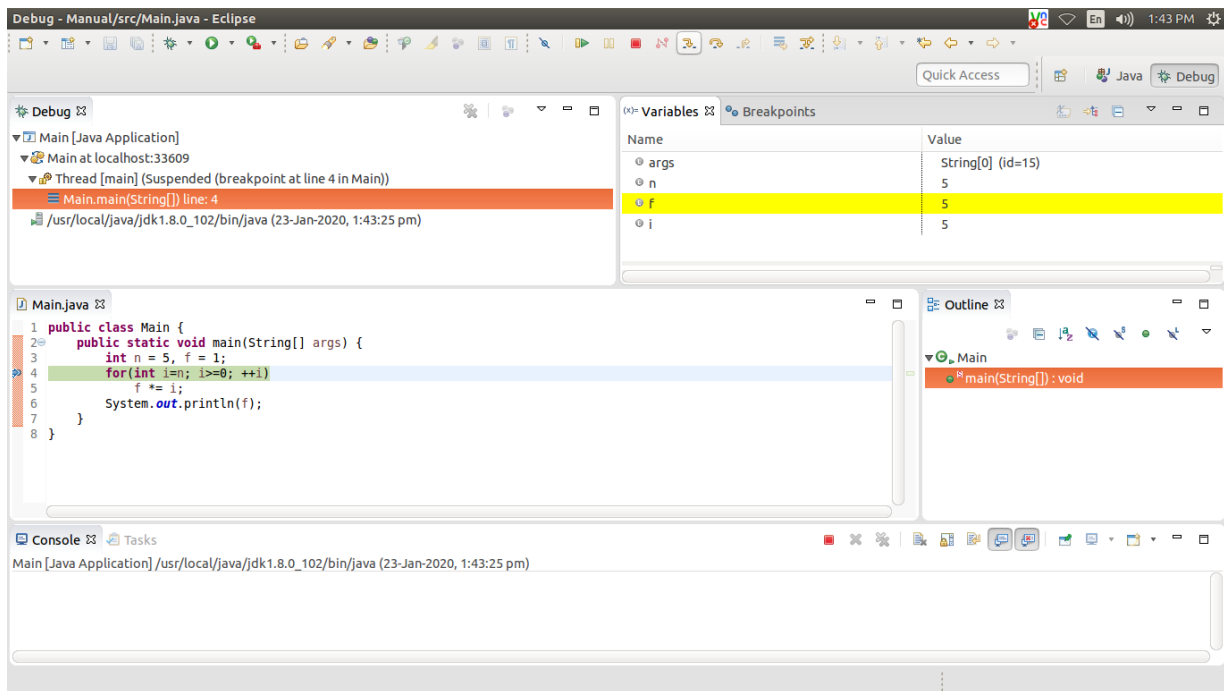 Debug - Manual/src/Main.java - Eclipse
En 1:43 PM
Quick Access
Java Debug
Debug
Main [Java Application]
Main at localhost:33609
Thread [main] (Suspended (breakpoint at line 4 in Main))
Main.main(String[]) line: 4
/usr/local/java/jdk1.8.0_102/bin/java (23-Jan-2020, 1:43:25 pm)
(x)= Variables Breakpoints
Name Value
args String[0] (id=15)
n 5
f 5
i 5
Main.java
1 public class Main {
2 public static void main(String[] args) {
3 int n = 5, f = 1;
4 for(int i=n; i>=0; ++i)
5 f *= i;
6 System.out.println(f);
7 }
8 }
Outline
Main
main(String[]) : void
Console Tasks
Main [Java Application] /usr/local/java/jdk1.8.0_102/bin/java (23-Jan-2020, 1:43:25 pm)